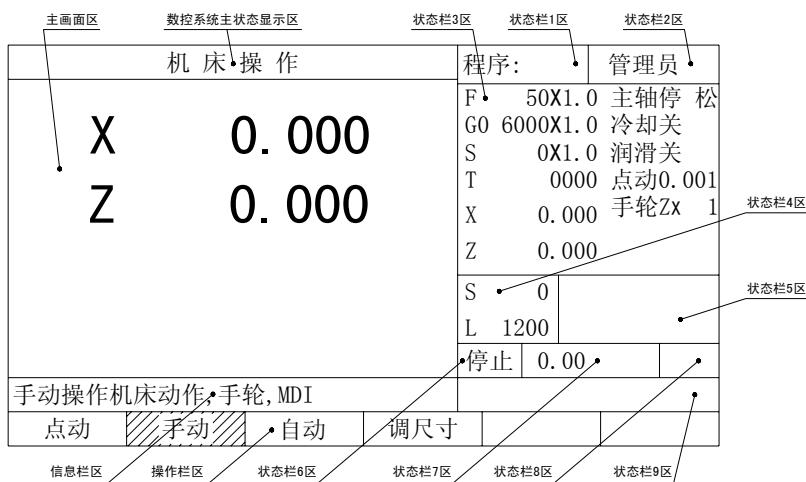 主画面区 数控系统主状态显示区 状态栏3区 状态栏1区 状态栏2区
机床操作 程序: 管理员
F 50X1.0 主轴停 松
X 0.000 G0 6000X1.0 冷却关
S 0X1.0 润滑关
Z 0.000 T 0000 点动0.001
X 0.000 手轮Zx 1
状态栏4区
Z 0.000
S 0 状态栏5区
L 1200
停止 0.00
手动操作机床动作,手轮,MDI
点动 手动 自动 调尺寸
信息栏区 操作栏区 状态栏6区 状态栏7区 状态栏8区 状态栏9区